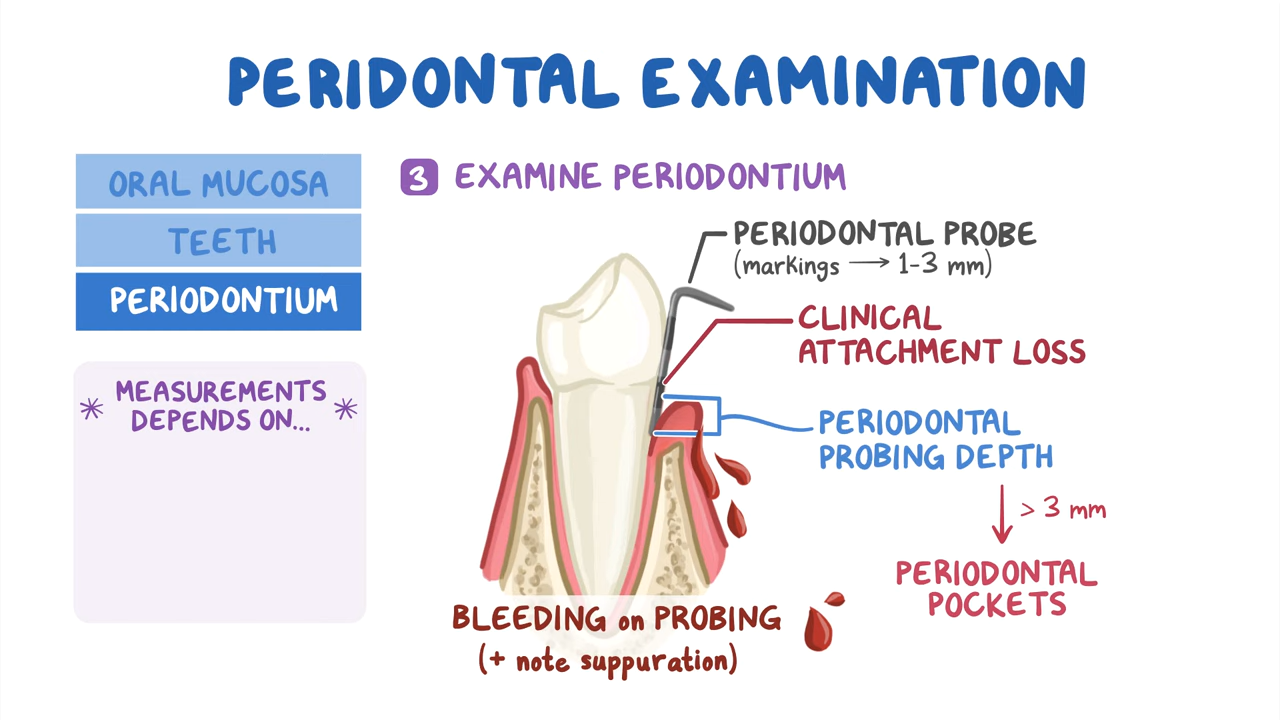 PERIDONTAL EXAMINATION
ORAL MUCOSA
TEETH
PERIODONTIUM
* MEASUREMENTS *
DEPENDS ON...
3 EXAMINE PERIODONTIUM
PERIODONTAL PROBE
(markings → 1-3 mm)
CLINICAL
ATTACHMENT LOSS
PERIODONTAL
PROBING DEPTH
> 3 mm
PERIODONTAL
POCKETS
BLEEDING on PROBING
(+ note suppuration)